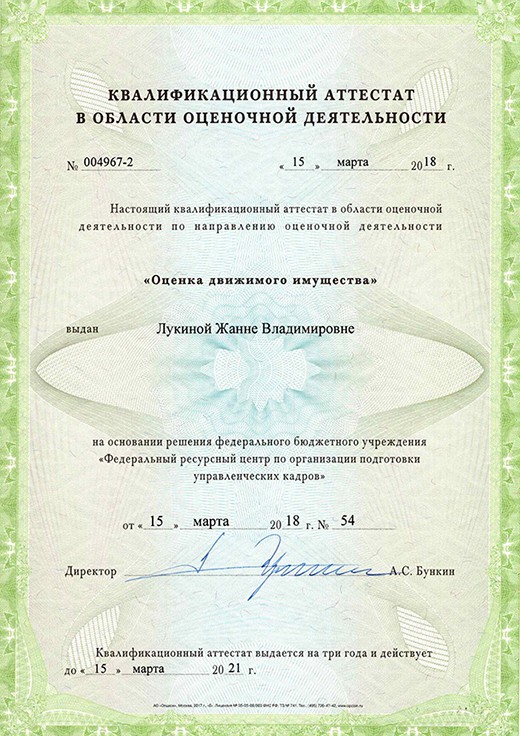 КВАЛИФИКАЦИОННЫЙ АТТЕСТАТ
В ОБЛАСТИ ОЦЕНОЧНОЙ ДЕЯТЕЛЬНОСТИ
№ 004967-2 « 15 » марта 2018 г.
Настоящий квалификационный аттестат в области оценочной
деятельности по направлению оценочной деятельности
«Оценка движимого имущества»
выдан Лукиной Жанне Владимировне
на основании решения федерального бюджетного учреждения
«Федеральный ресурсный центр по организации подготовки
управленческих кадров»
от « 15 » марта 2018 г. № 54
Директор А.С. Бункин
Квалификационный аттестат выдается на три года и действует
до « 15 » марта 2021 г.